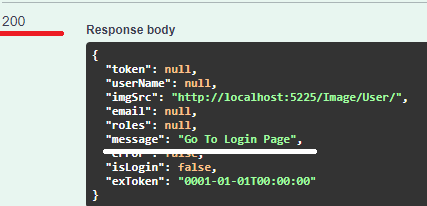 200
Response body
{
"token": null,
"userName": null,
"imgSrc": "http://localhost:5225/Image/User/",
"email": null,
"roles": null,
"message": "Go To Login Page",
"error": false,
"isLogin": false,
"exToken": "0001-01-01T00:00:00"
}